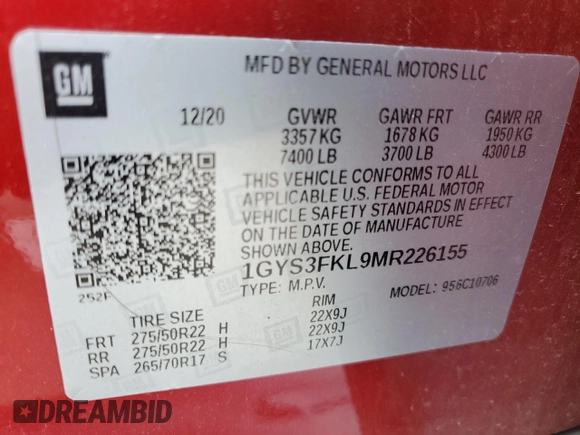 GM
MFD BY GENERAL MOTORS LLC
12/20 GVWR GAWR FRT GAWR RR
3357 KG 1678 KG 1950 KG
7400 LB 3700 LB 4300 LB
THIS VEHICLE CONFORMS TO ALL
APPLICABLE U.S. FEDERAL MOTOR
VEHICLE SAFETY STANDARDS IN EFFECT
ON THE DATE OF MANUFACTURE
1GYS3FKL9MR226155
252F
TYPE: M.P.V. MODEL: 956C10706
TIRE SIZE RIM
FRT 275/50R22 H 22X9J
RR 275/50R22 H 22X9J
SPA 265/70R17 S 17X7J
DREAMBID